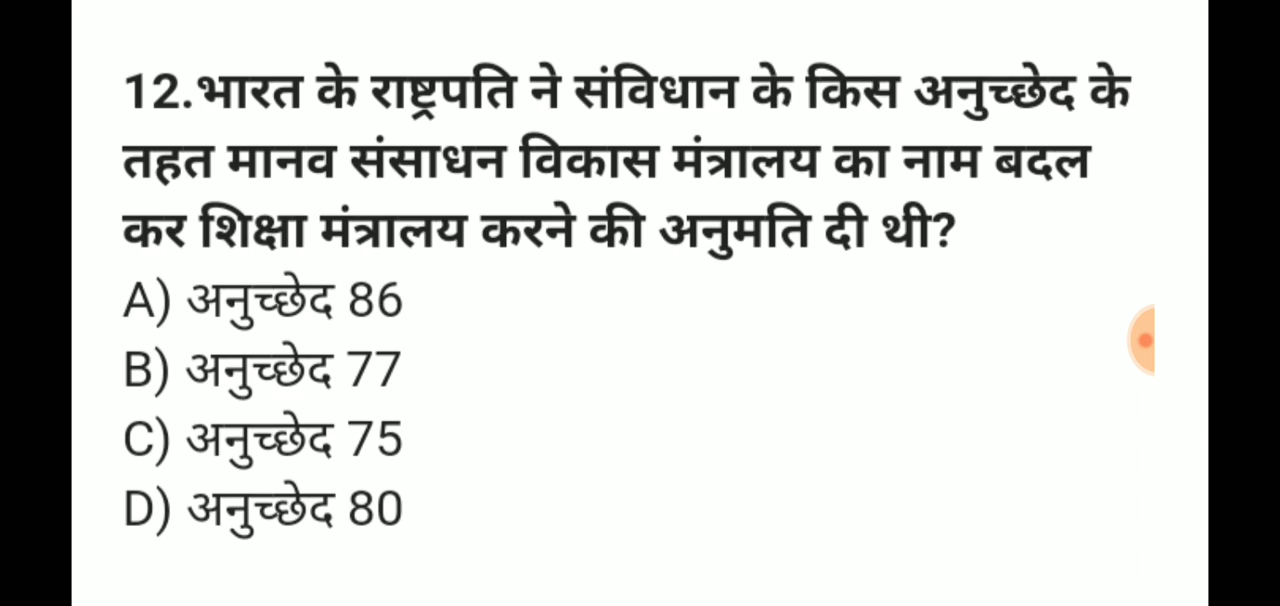 12.भारत के राष्ट्रपति ने संविधान के किस अनुच्छेद के
तहत मानव संसाधन विकास मंत्रालय का नाम बदल
कर शिक्षा मंत्रालय करने की अनुमति दी थी?
A) अनुच्छेद 86
B) अनुच्छेद 77
C) अनुच्छेद 75
D) अनुच्छेद 80